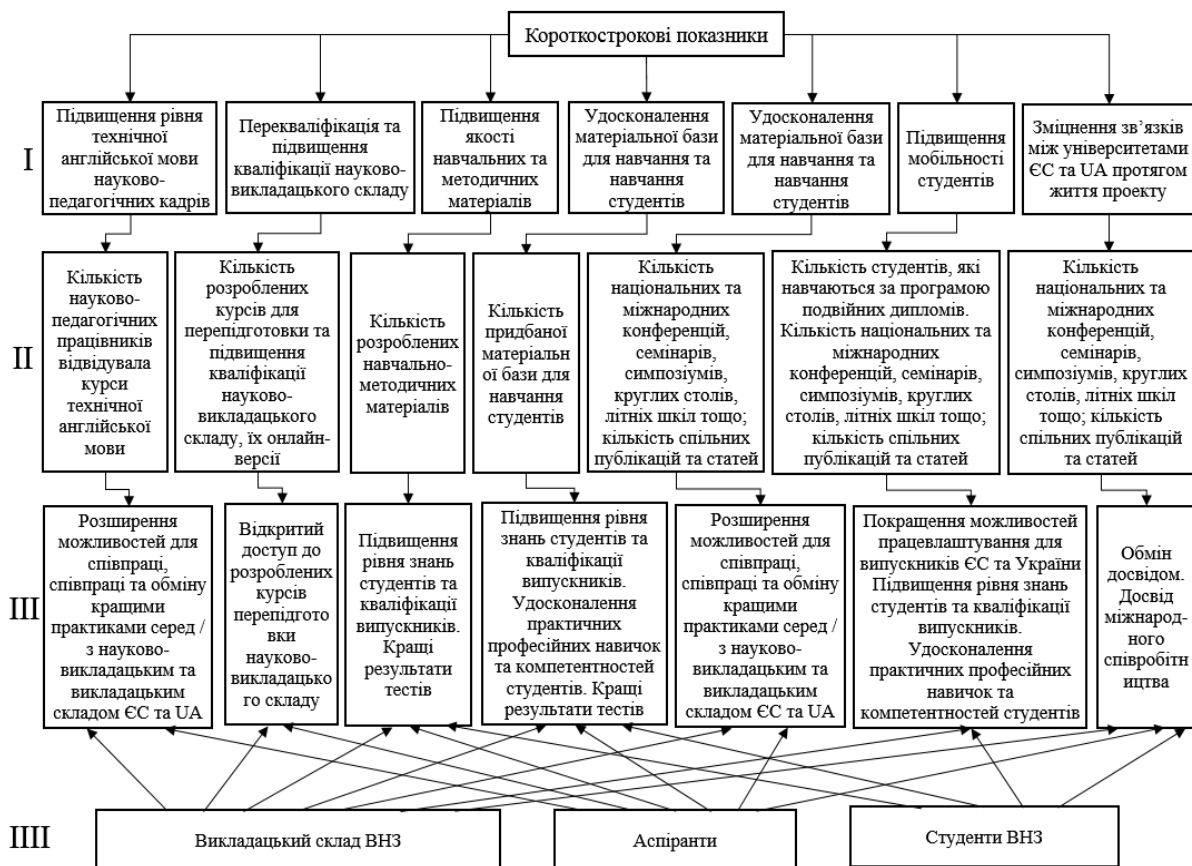 Короткострокові показники
I
Підвищення рівня
технічної
англійської мови
науково-
педагогічних кадрів
Перекваліфікація та
підвищення
кваліфікації науково-
викладацького складу
Підвищення
якості
навчальних та
методичних
матеріалів
Удосконалення
матеріальної бази
для навчання та
навчання
студентів
Удосконалення
матеріальної бази
для навчання та
навчання
студентів
Підвищення
мобільності
студентів
Зміцнення зв’язків
між університетами
ЄС та UA протягом
життя проекту
II
Кількість
науково-
педагогічних
працівників
відвідувала
курси
технічної
англійської
мови
Кількість
розроблених
курсів для
перепідготовки та
підвищення
кваліфікації
науково-
викладацького
складу, їх онлайн-
версії
Кількість
розроблених
навчально-
методичних
матеріалів
Кількість
придбаної
матеріаль
ної бази для
навчання
студентів
Кількість
національних та
міжнародних
конференцій,
семінарів,
симпозіумів,
круглих столів,
літніх шкіл тощо;
кількість спільних
публікацій та статей
Кількість студентів, які
навчаються за програмою
подвійних дипломів.
Кількість національних та
міжнародних
конференцій, семінарів,
симпозіумів, круглих
столів, літніх шкіл тощо;
кількість спільних
публікацій та статей
Кількість
національних та
міжнародних
конференцій,
семінарів,
симпозіумів, круглих
столів, літніх шкіл
тощо; кількість
спільних публікацій
та статей
III
Розширення
можливостей для
співпраці,
співпраці та обміну
кращими
практиками серед /
з науково-
викладацьким та
викладацьким
складом ЄС та UA
Відкритий
доступ до
розроблених
курсів
перепідгото
вки
науково-
викладацько
го складу
Підвищення
рівня знань
студентів та
кваліфікації
випускників.
Кращі
результати
тестів
Підвищення рівня
знань студентів та
кваліфікації
випускників.
Удосконалення
практичних
професійних навичок
та компетентностей
студентів. Кращі
результати тестів
Розширення
можливостей для
співпраці,
співпраці та обміну
кращими
практиками серед /
з науково-
викладацьким та
викладацьким
складом ЄС та UA
Покращення можливостей
працевлаштування для
випускників ЄС та України
Підвищення рівня знань
студентів та кваліфікації
випускників.
Удосконалення
практичних професійних
навичок та
компетентностей студентів
Обмін
досвідом.
Досвід
міжнарод-
ного
співробітн
ицтва
IIII
Викладацький склад ВНЗ
Аспіранти
Студенти ВНЗ